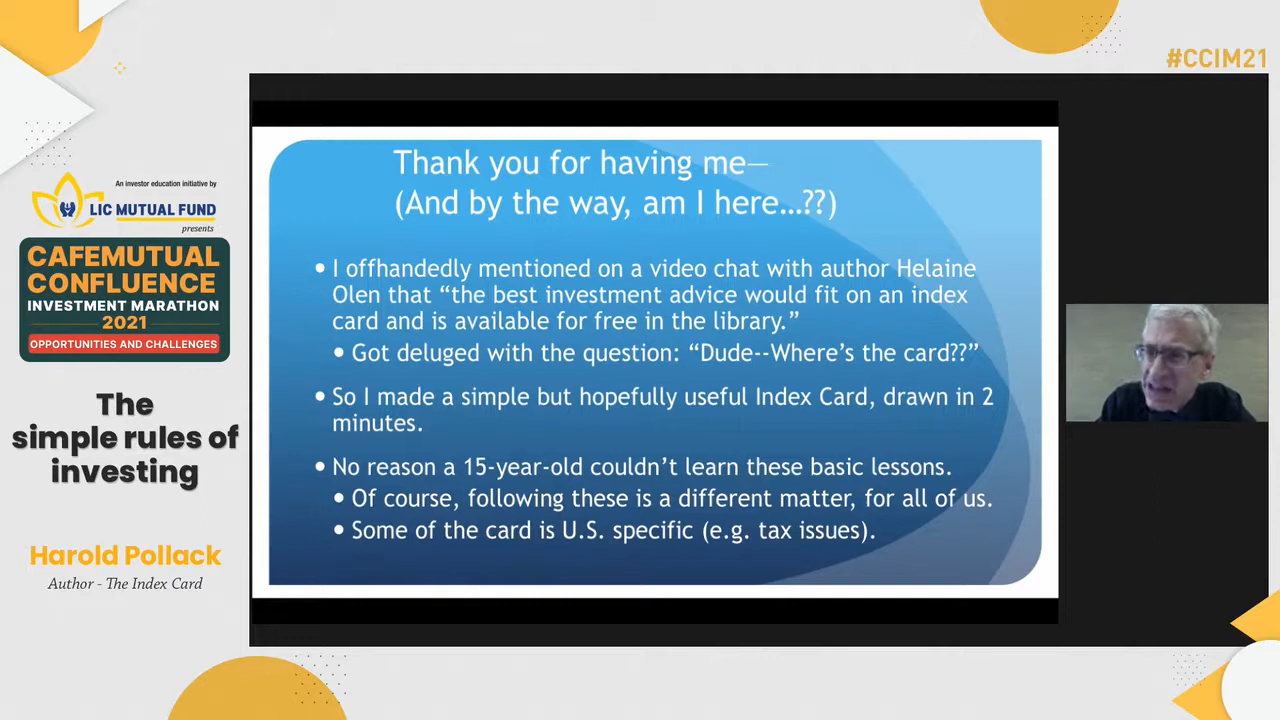 #CCIM21
An investor education initiative by
LIC MUTUAL FUND
presents
CAFEMUTUAL
CONFLUENCE
INVESTMENT MARATHON
2021
OPPORTUNITIES AND CHALLENGES
The
simple rules of
investing
Harold Pollack
Author - The Index Card
Thank you for having me—
(And by the way, am I here…??)
• I offhandedly mentioned on a video chat with author Helaine
Olen that “the best investment advice would fit on an index
card and is available for free in the library.”
• Got deluged with the question: “Dude--Where’s the card??”
• So I made a simple but hopefully useful Index Card, drawn in 2
minutes.
• No reason a 15-year-old couldn’t learn these basic lessons.
• Of course, following these is a different matter, for all of us.
• Some of the card is U.S. specific (e.g. tax issues).